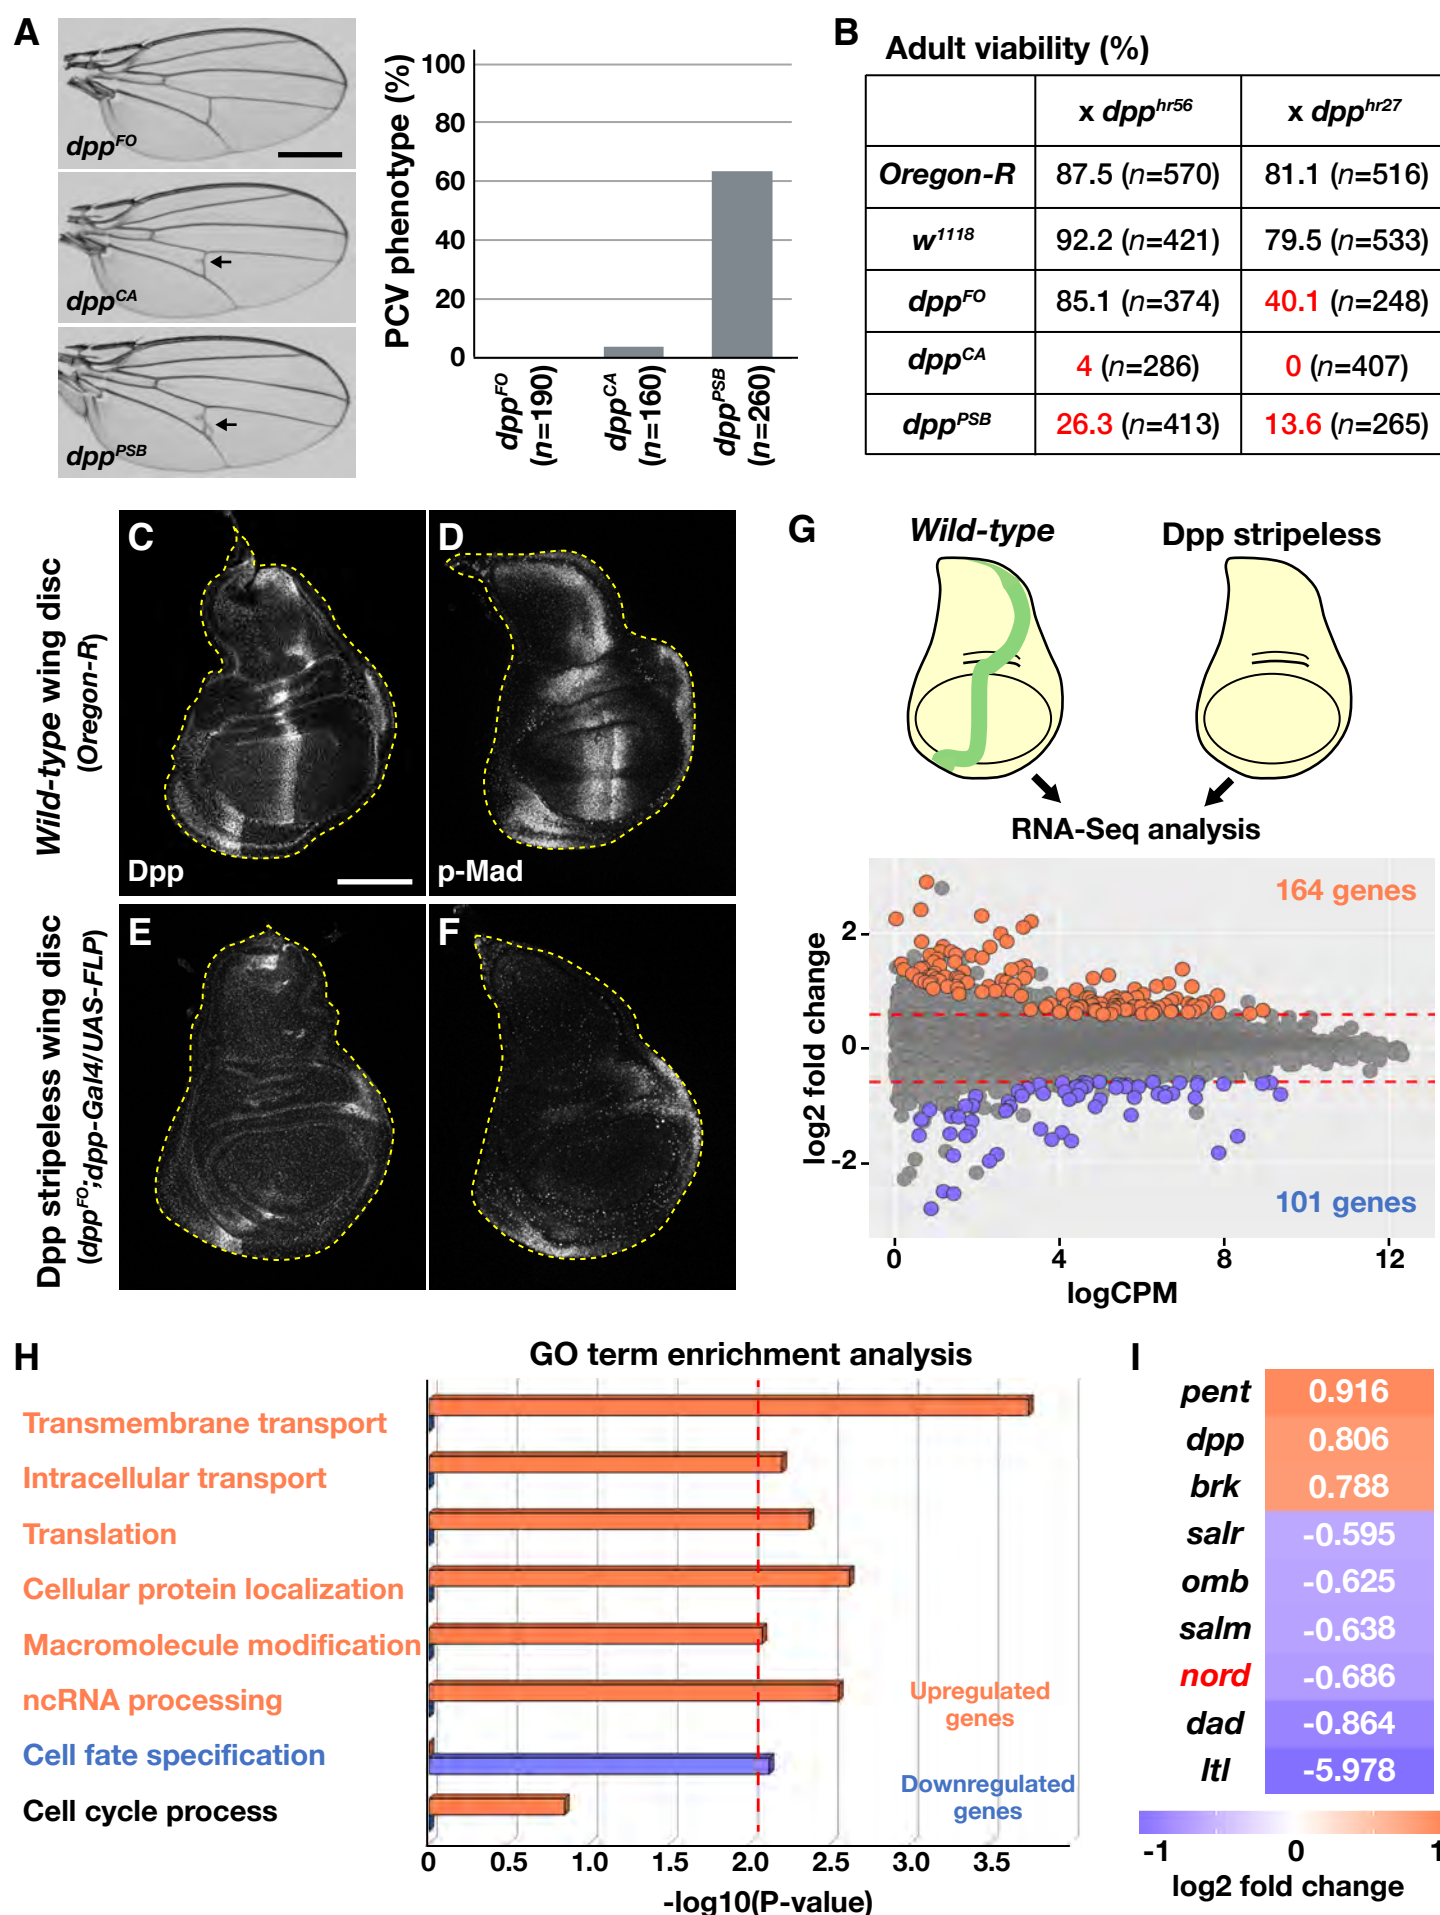 A
dpp^FO
dpp^CA
dpp^PSB
PCV phenotype (%)
100
80
60
40
20
0
dpp^FO
(n=190)
dpp^CA
(n=160)
dpp^PSB
(n=260)
B Adult viability (%)
x dpp^hr56 x dpp^hr27
Oregon-R 87.5 (n=570) 81.1 (n=516)
w^1118 92.2 (n=421) 79.5 (n=533)
dpp^FO 85.1 (n=374) 40.1 (n=248)
dpp^CA 4 (n=286) 0 (n=407)
dpp^PSB 26.3 (n=413) 13.6 (n=265)
Wild-type wing disc
(Oregon-R)
C
Dpp
D
p-Mad
Dpp stripeless wing disc
(dpp^FO;dpp-Gal4/UAS-FLP)
E
F
G
Wild-type
Dpp stripeless
RNA-Seq analysis
164 genes
101 genes
log2 fold change
2
0
-2
0 4 8 12
logCPM
H
GO term enrichment analysis
Transmembrane transport
Intracellular transport
Translation
Cellular protein localization
Macromolecule modification
ncRNA processing
Cell fate specification
Cell cycle process
Upregulated
genes
Downregulated
genes
0 0.5 1.0 1.5 2.0 2.5 3.0 3.5
-log10(P-value)
I
pent 0.916
dpp 0.806
brk 0.788
salr -0.595
omb -0.625
salm -0.638
nord -0.686
dad -0.864
ltl -5.978
-1 0 1
log2 fold change